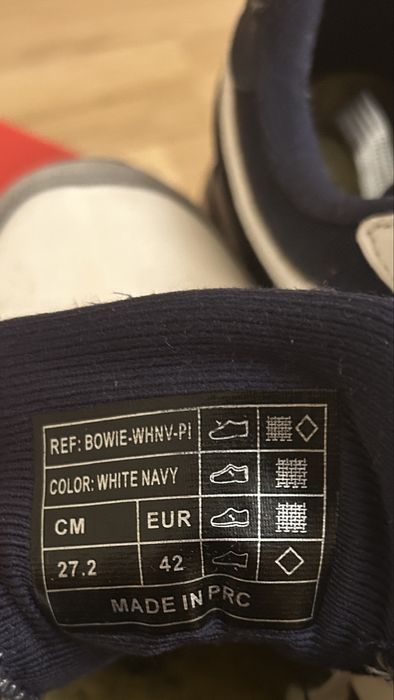 REF: BOWIE-WHNV-PI
COLOR: WHITE NAVY
CM EUR
27.2 42
MADE IN PRC